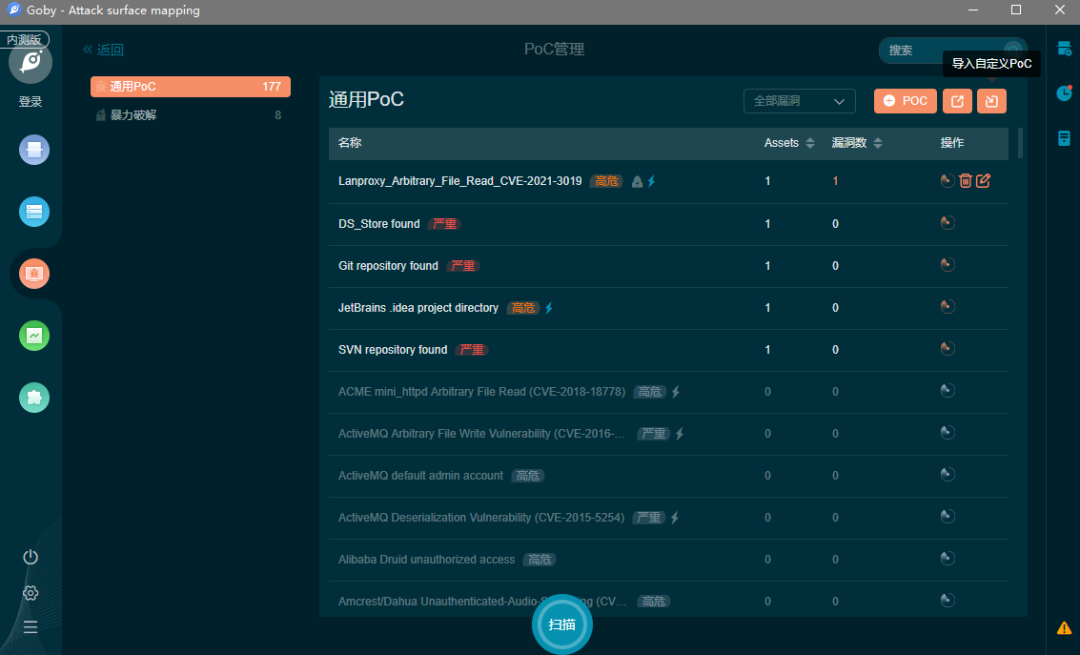 Goby - Attack surface mapping
内测版
登录
返回
PoC管理
搜索
导入自定义PoC
通用PoC 177
暴力破解 8
通用PoC
全部漏洞
POC
名称 Assets 漏洞数 操作
Lanproxy_Arbitrary_File_Read_CVE-2021-3019 高危 1 1
DS_Store found 严重 1 0
Git repository found 严重 1 0
JetBrains .idea project directory 高危 1 0
SVN repository found 严重 1 0
ACME mini_httpd Arbitrary File Read (CVE-2018-18778) 高危 0 0
ActiveMQ Arbitrary File Write Vulnerability (CVE-2016-... 严重 0 0
ActiveMQ default admin account 高危 0 0
ActiveMQ Deserialization Vulnerability (CVE-2015-5254) 严重 0 0
Alibaba Druid unauthorized access 高危 0 0
Amcrest/Dahua Unauthenticated-Audio- (CV... 高危 0 0
扫描